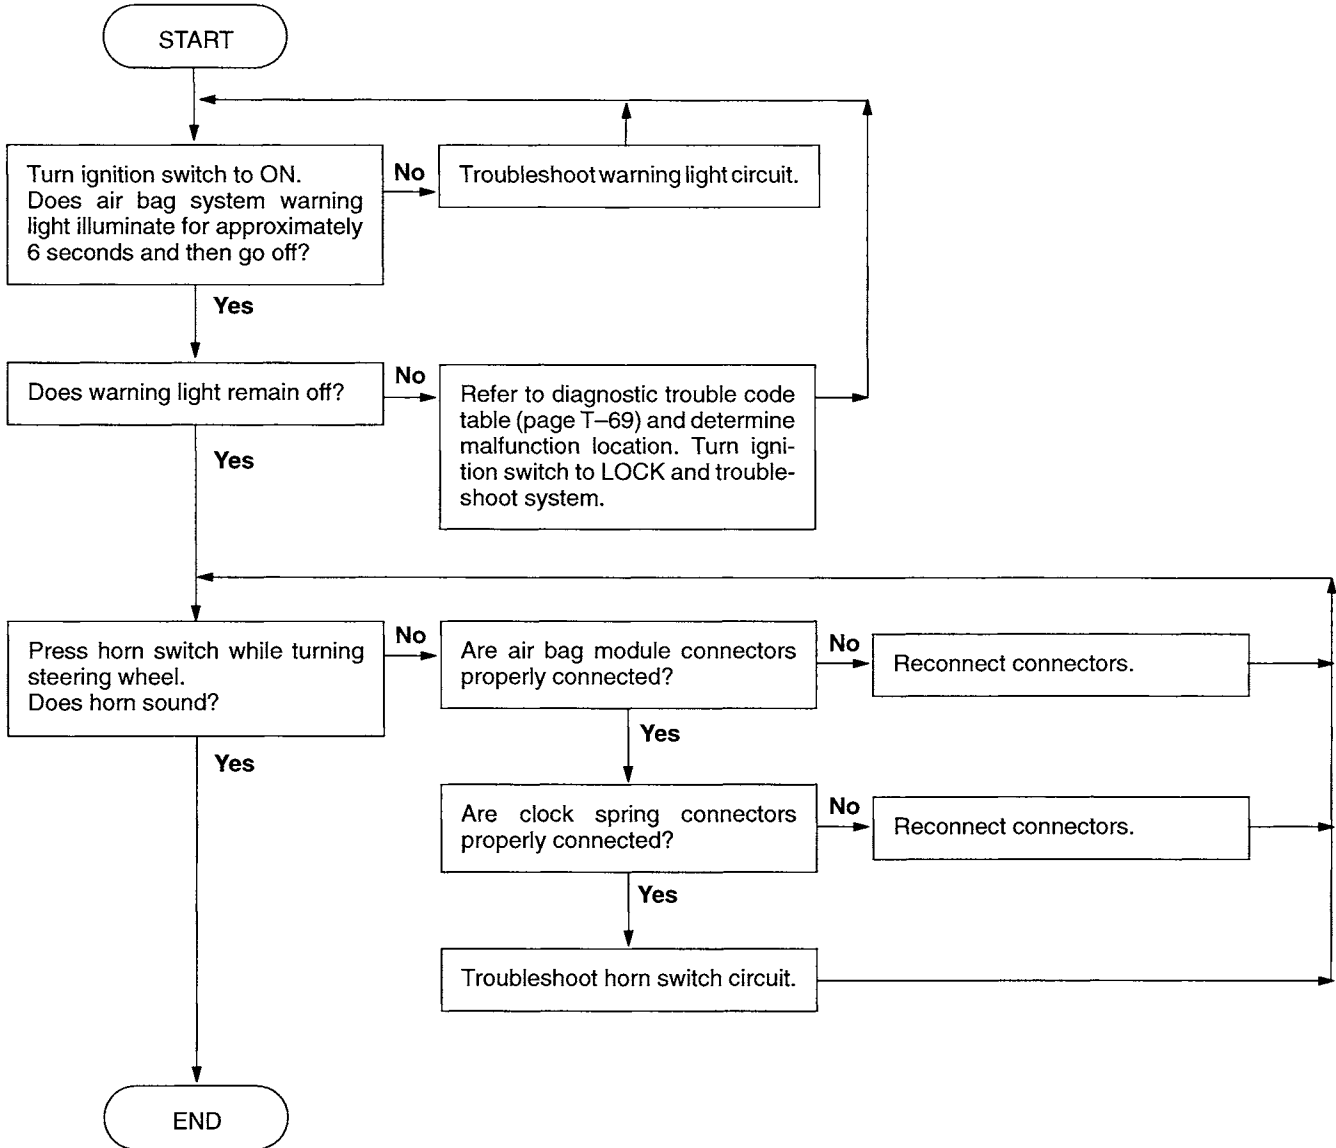 START
Turn ignition switch to ON.
Does air bag system warning
light illuminate for approximately
6 seconds and then go off?
No
Troubleshoot warning light circuit.
Yes
Does warning light remain off?
No
Refer to diagnostic trouble code
table (page T–69) and determine
malfunction location. Turn igni-
tion switch to LOCK and trouble-
shoot system.
Yes
Press horn switch while turning
steering wheel.
Does horn sound?
No
Are air bag module connectors
properly connected?
No
Reconnect connectors.
Yes
Yes
Are clock spring connectors
properly connected?
No
Reconnect connectors.
Yes
Troubleshoot horn switch circuit.
END